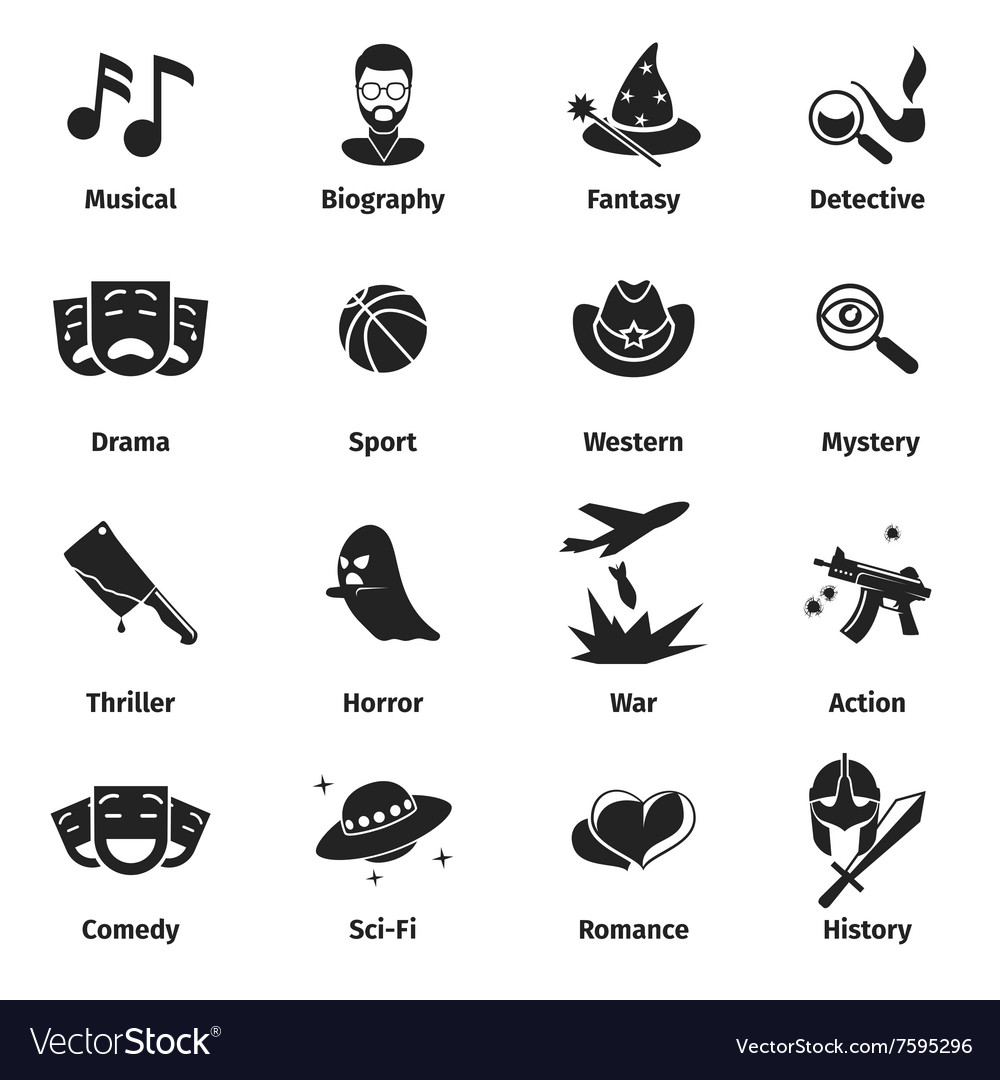 Musical Biography Fantasy Detective
Drama Sport Western Mystery
Thriller Horror War Action
Comedy Sci-Fi Romance History
VectorStock® VectorStock.com/7595296